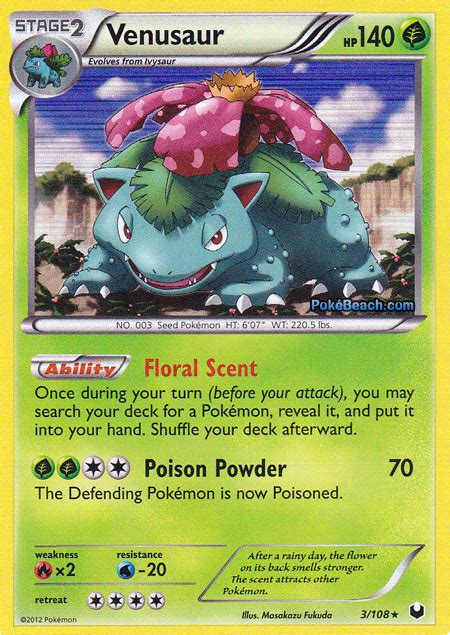 STAGE2 Venusaur HP140
Evolves from Ivysaur
PokéBeach.com
NO. 003 Seed Pokémon HT: 6'07" WT: 220.5 lbs.
Ability Floral Scent
Once during your turn (before your attack), you may
search your deck for a Pokémon, reveal it, and put it
into your hand. Shuffle your deck afterward.
Poison Powder 70
The Defending Pokémon is now Poisoned.
weakness resistance
×2 -20
retreat
After a rainy day, the flower
on its back smells stronger.
The scent attracts other
Pokémon.
©2012 Pokémon Illus. Masakazu Fukuda 3/108★